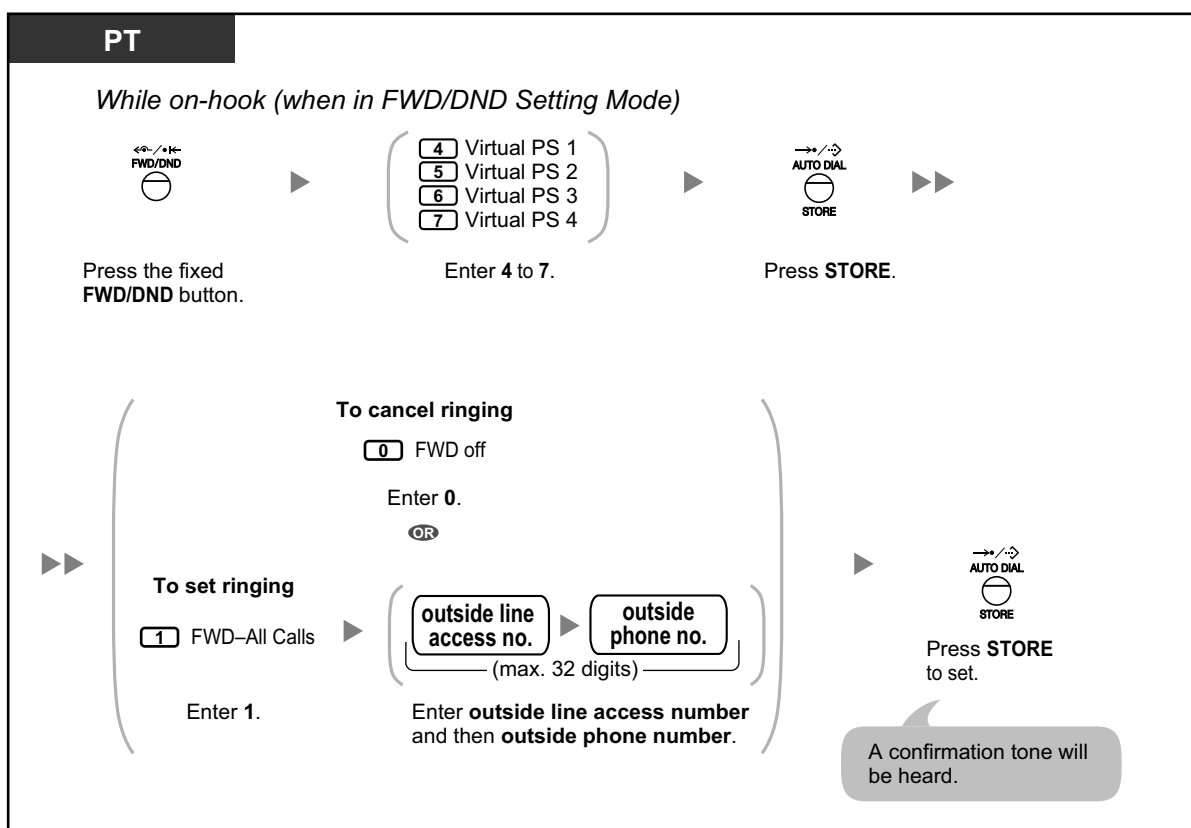 PT
While on-hook (when in FWD/DND Setting Mode)
FWD/DND
4 Virtual PS 1
5 Virtual PS 2
6 Virtual PS 3
7 Virtual PS 4
AUTO DIAL
STORE
Press the fixed
FWD/DND button.
Enter 4 to 7.
Press STORE.
To cancel ringing
0 FWD off
Enter 0.
OR
To set ringing
1 FWD–All Calls
Enter 1.
outside line
access no.
outside
phone no.
(max. 32 digits)
Enter outside line access number
and then outside phone number.
AUTO DIAL
STORE
Press STORE
to set.
A confirmation tone will
be heard.